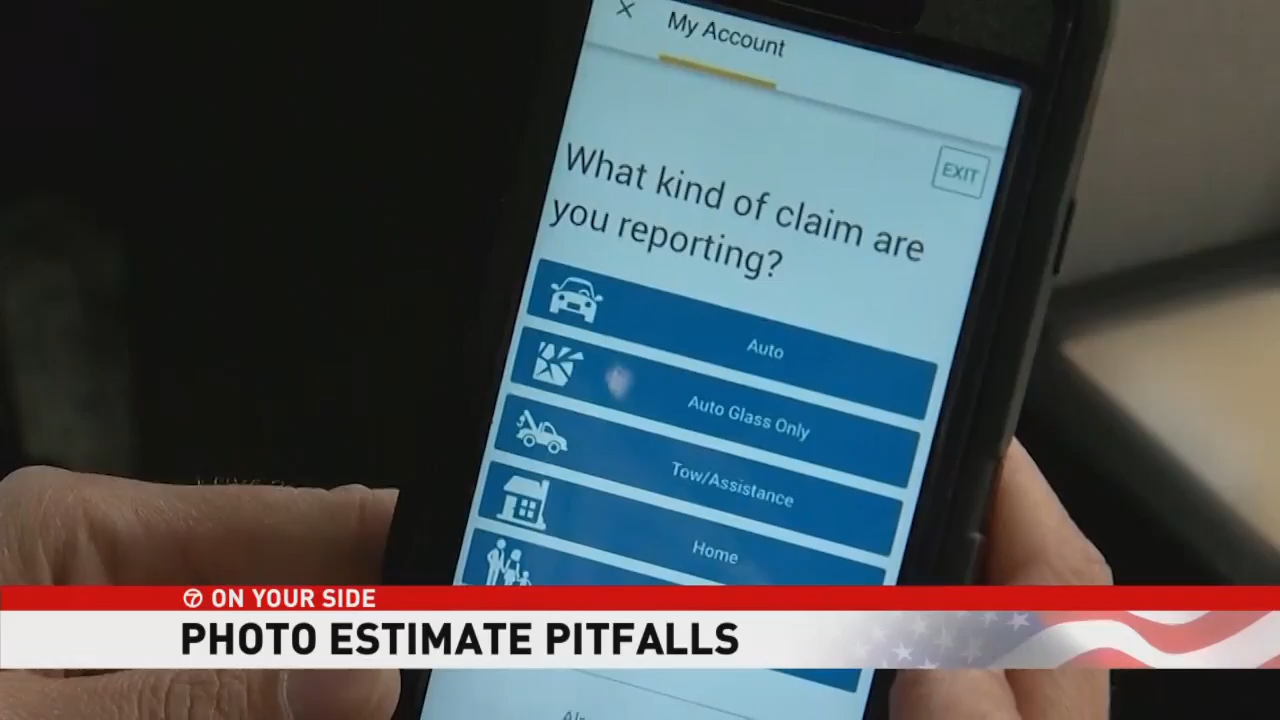 My Account
EXIT
What kind of claim are
you reporting?
Auto
Auto Glass Only
Tow/Assistance
Home
7 ON YOUR SIDE
PHOTO ESTIMATE PITFALLS